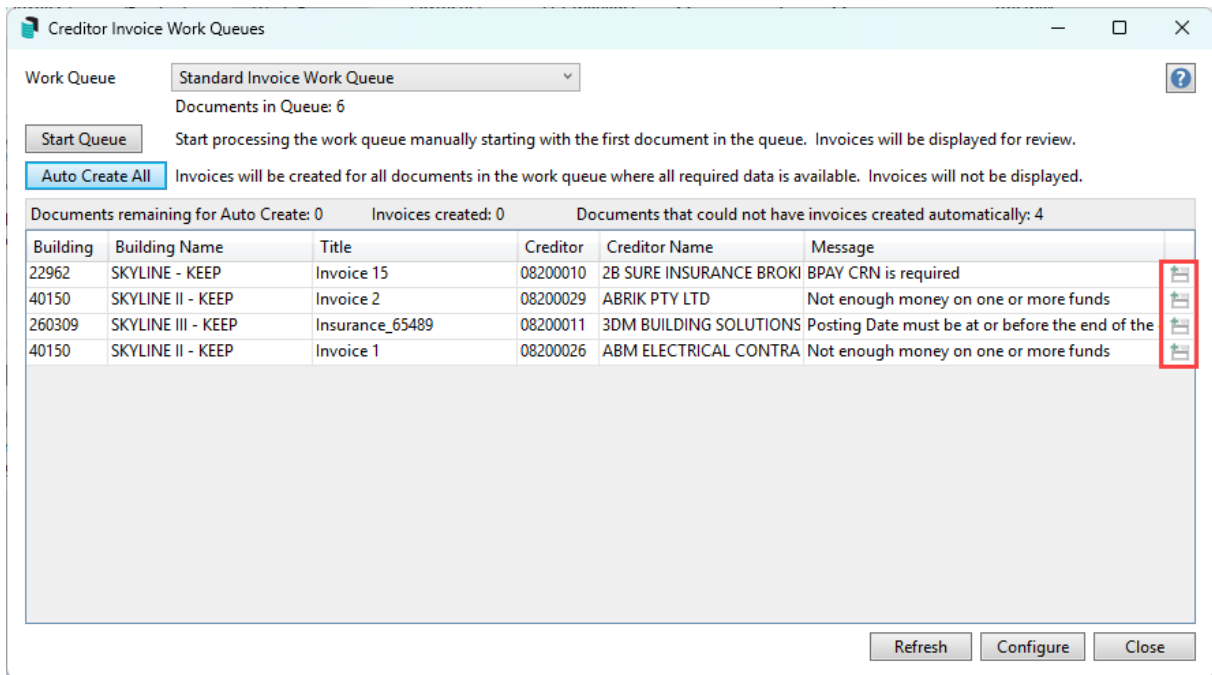 Creditor Invoice Work Queues
Work Queue Standard Invoice Work Queue
Documents in Queue: 6
Start Queue Start processing the work queue manually starting with the first document in the queue. Invoices will be displayed for review.
Auto Create All Invoices will be created for all documents in the work queue where all required data is available. Invoices will not be displayed.
Documents remaining for Auto Create: 0 Invoices created: 0 Documents that could not have invoices created automatically: 4
Building Building Name Title Creditor Creditor Name Message
22962 SKYLINE - KEEP Invoice 15 08200010 2B SURE INSURANCE BROKI BPAY CRN is required
40150 SKYLINE II - KEEP Invoice 2 08200029 ABRIK PTY LTD Not enough money on one or more funds
260309 SKYLINE III - KEEP Insurance_65489 08200011 3DM BUILDING SOLUTIONS Posting Date must be at or before the end of the
40150 SKYLINE II - KEEP Invoice 1 08200026 ABM ELECTRICAL CONTRA Not enough money on one or more funds
Refresh Configure Close